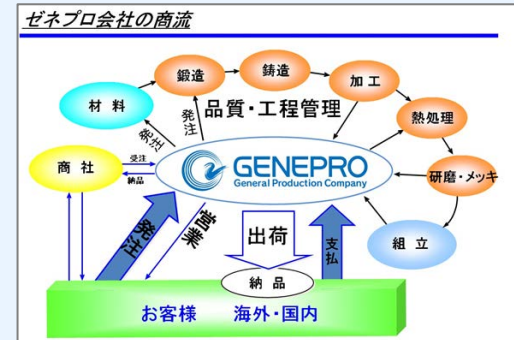 ゼネプロ会社の商流
鍛造
鋳造
加工
材料
品質・工程管理
熱処理
発注
発注
商社
受注
納品
GENEPRO
General Production Company
研磨・メッキ
発注
営業
出荷
支払
組立
納品
お客様 海外・国内